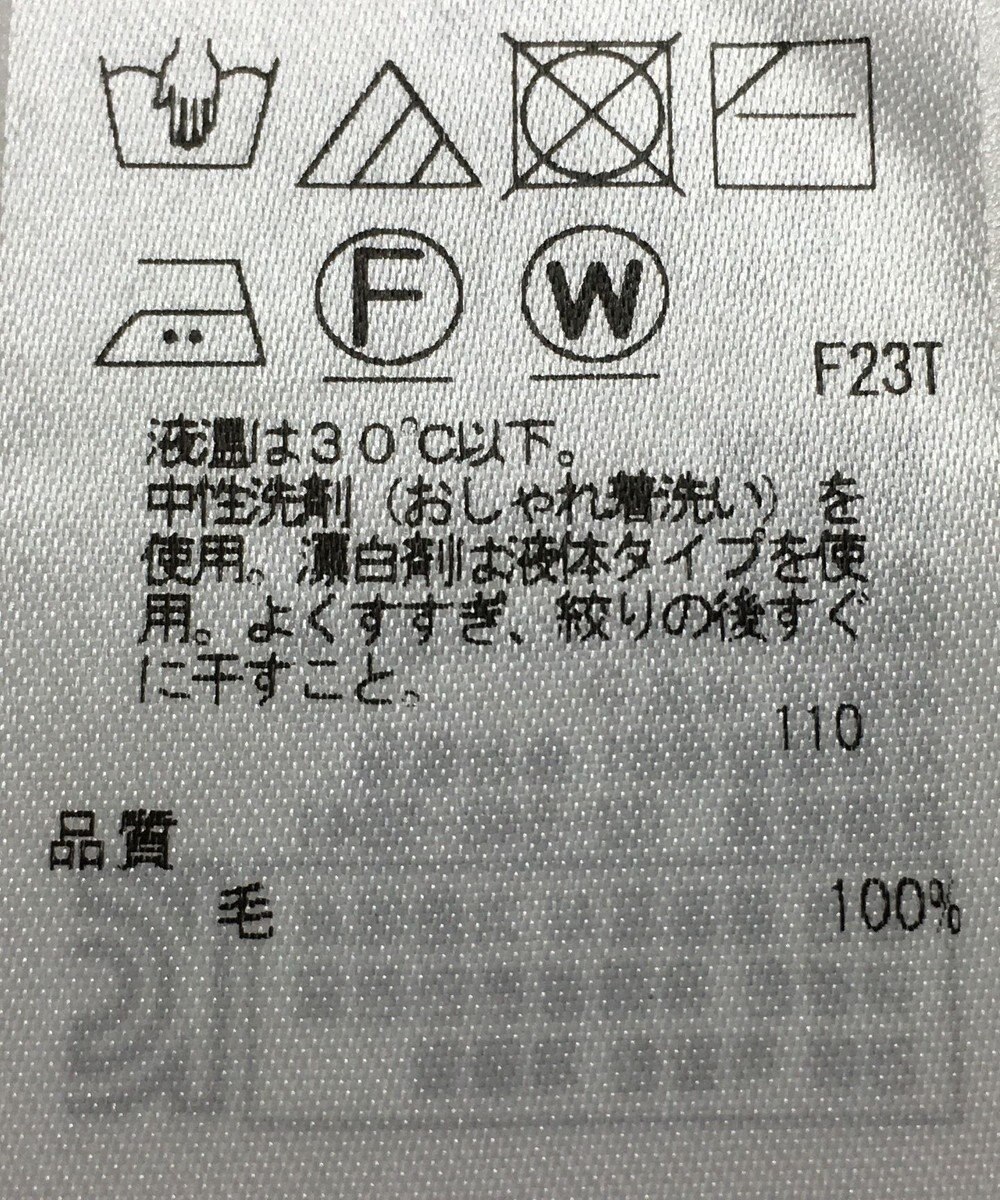 F
W
F23T
液温は30℃以下。
中性洗剤(おしゃれ着洗い)を
使用。漂白剤は液体タイプを使
用。よくすすぎ、絞りの後すぐ
に干すこと。
110
品質
毛 100%